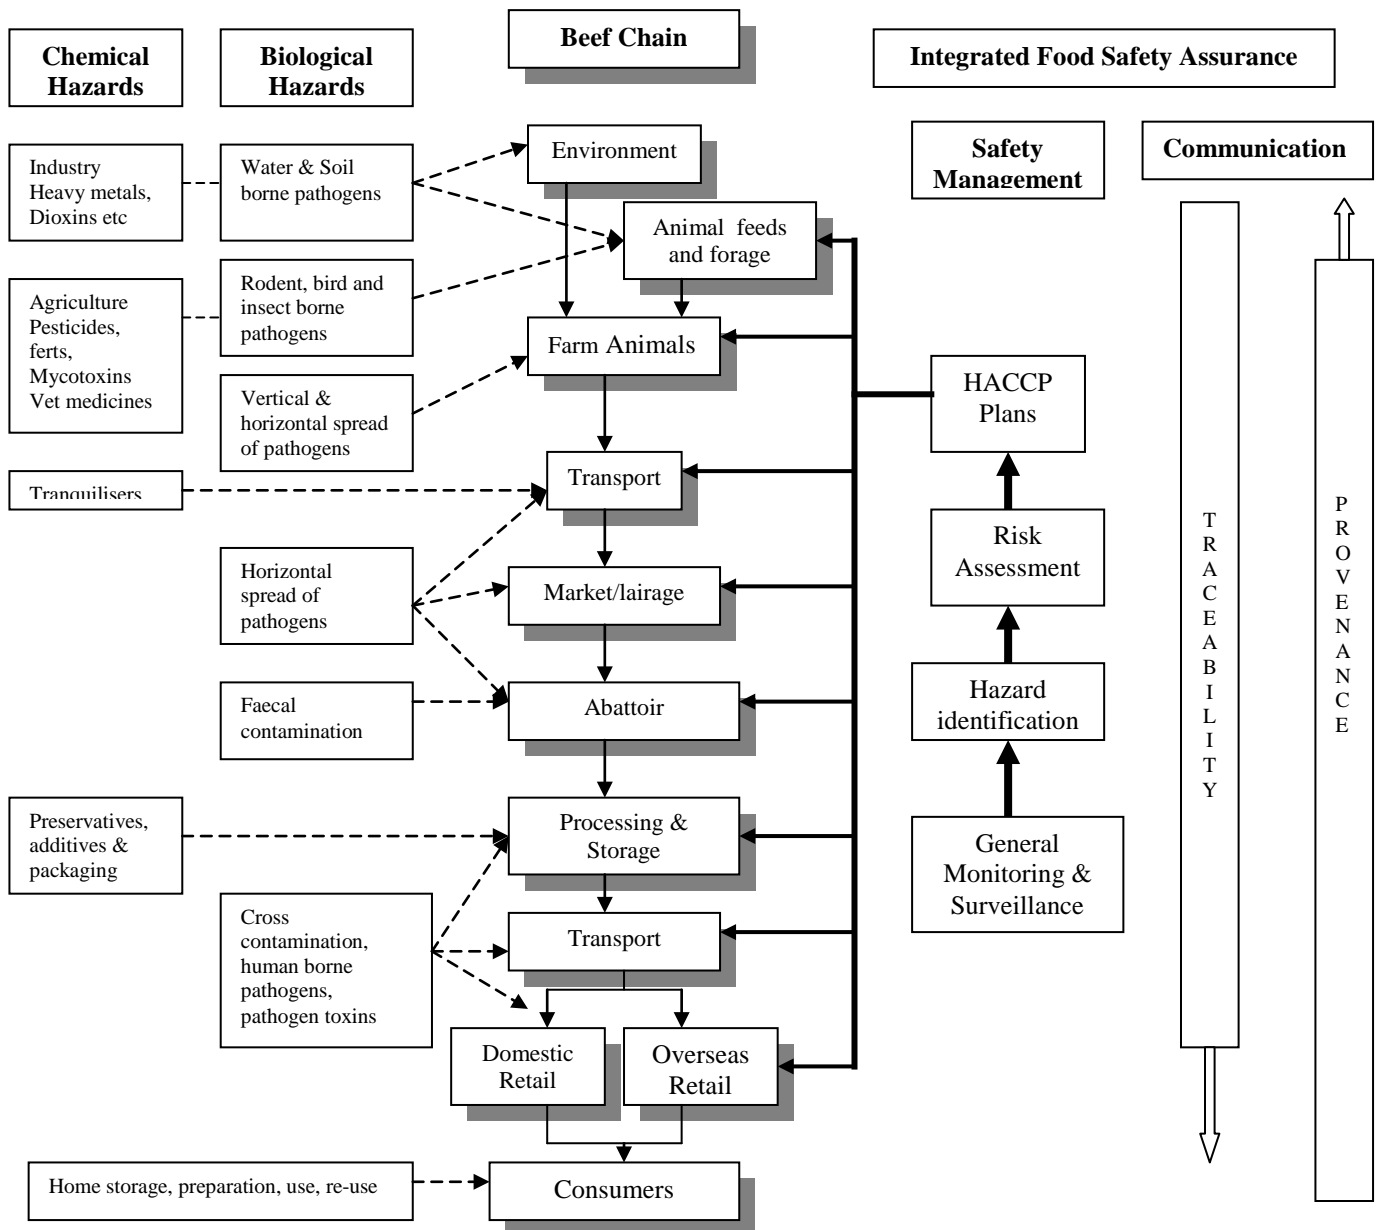 Chemical
Hazards
Biological
Hazards
Beef Chain
Integrated Food Safety Assurance
Safety
Management
Communication
Industry
Heavy metals,
Dioxins etc
Water & Soil
borne pathogens
Environment
Animal feeds
and forage
Agriculture
Pesticides,
ferts,
Mycotoxins
Vet medicines
Rodent, bird and
insect borne
pathogens
Farm Animals
Vertical &
horizontal spread
of pathogens
HACCP
Plans
Tranquilisers
Transport
Risk
Assessment
Horizontal
spread of
pathogens
Market/lairage
Faecal
contamination
Abattoir
Hazard
identification
Preservatives,
additives &
packaging
Processing &
Storage
General
Monitoring &
Surveillance
Cross
contamination,
human borne
pathogens,
pathogen toxins
Transport
Domestic
Retail
Overseas
Retail
Home storage, preparation, use, re-use
Consumers
TRACEABILITY
PROVENANCE